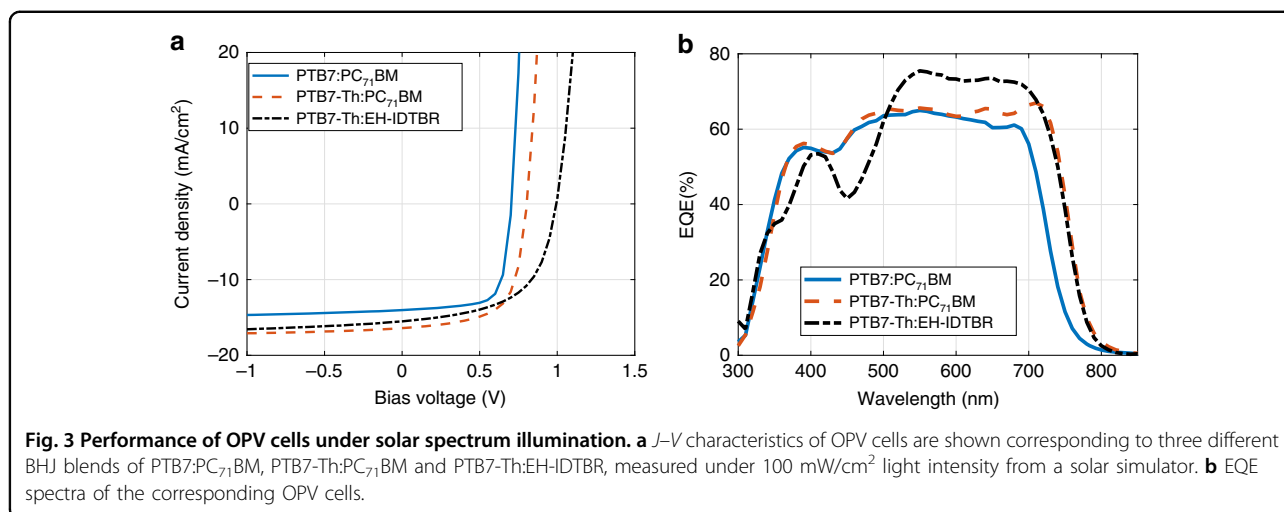 a
20
10
0
−10
−20
−1
−0.5
0
0.5
1
1.5
Current density (mA/cm²)
Bias voltage (V)
PTB7:PC₇₁BM
PTB7-Th:PC₇₁BM
PTB7-Th:EH-IDTBR
b
80
60
40
20
0
300
400
500
600
700
800
EQE(%)
Wavelength (nm)
PTB7:PC₇₁BM
PTB7-Th:PC₇₁BM
PTB7-Th:EH-IDTBR
Fig. 3 Performance of OPV cells under solar spectrum illumination. a J–V characteristics of OPV cells are shown corresponding to three different
BHJ blends of PTB7:PC₇₁BM, PTB7-Th:PC₇₁BM and PTB7-Th:EH-IDTBR, measured under 100 mW/cm² light intensity from a solar simulator. b EQE
spectra of the corresponding OPV cells.